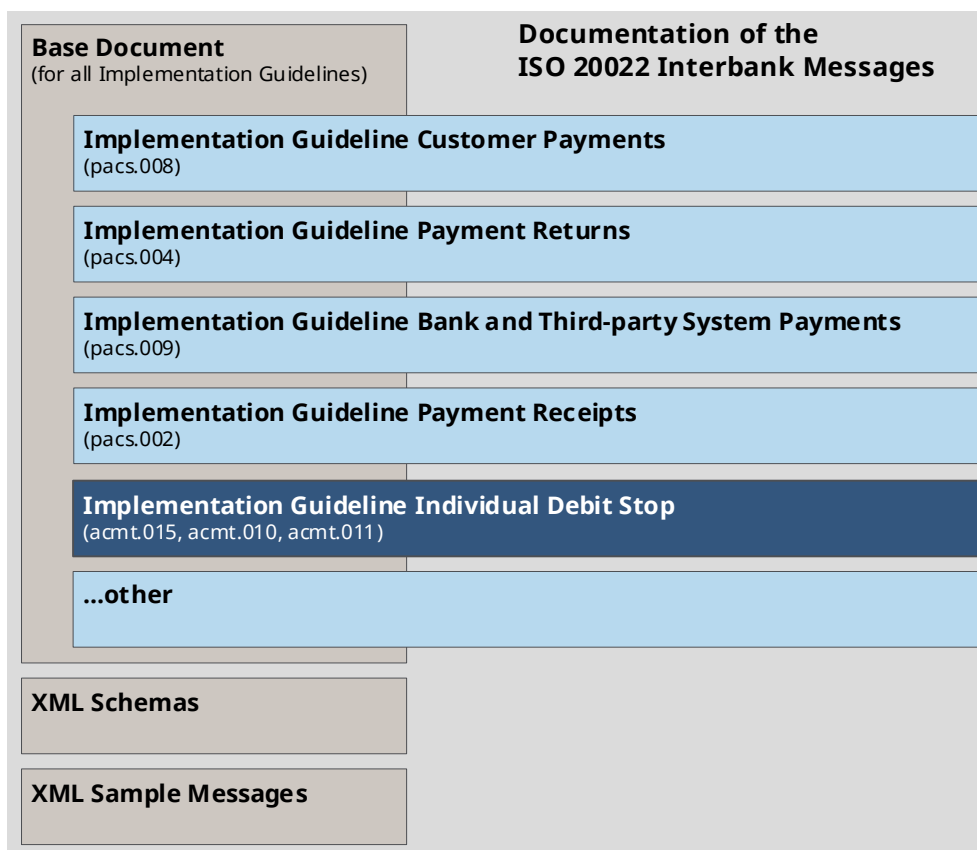 Base Document
(for all Implementation Guidelines)
Documentation of the
ISO 20022 Interbank Messages
Implementation Guideline Customer Payments
(pacs.008)
Implementation Guideline Payment Returns
(pacs.004)
Implementation Guideline Bank and Third-party System Payments
(pacs.009)
Implementation Guideline Payment Receipts
(pacs.002)
Implementation Guideline Individual Debit Stop
(acmt.015, acmt.010, acmt.011)
...other
XML Schemas
XML Sample Messages